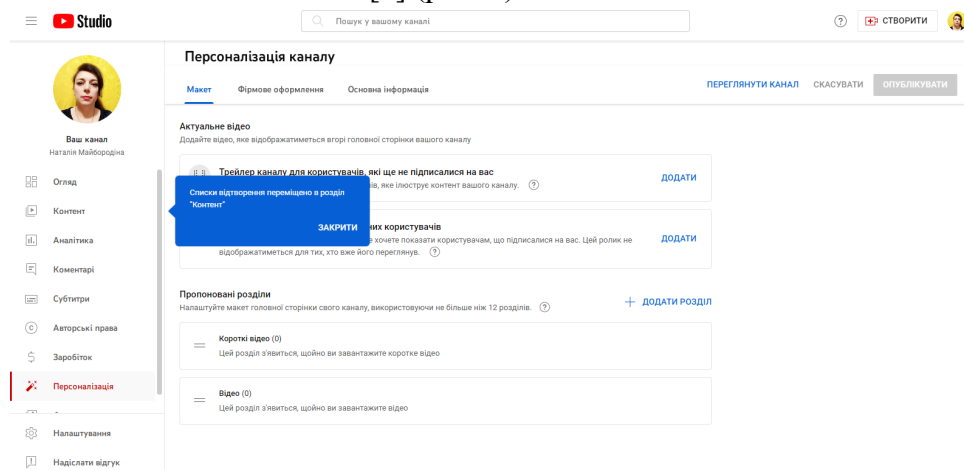 Studio
Пошук у вашому каналі
СТВОРИТИ
Персоналізація каналу
Макет
Фірмове оформлення
Основна інформація
ПЕРЕГЛЯНУТИ КАНАЛ
СКАСУВАТИ
ОПУБЛІКУВАТИ
Ваш канал
Наталія Майбородіна
Огляд
Контент
Аналітика
Коментарі
Субтитри
Авторські права
Заробіток
Персоналізація
Налаштування
Надіслати відгук
Актуальне відео
Додайте відео, яке відображатиметься вгорі головної сторінки вашого каналу
Трейлер каналу для користувачів, які ще не підписалися на вас
яке ілюструє контент вашого каналу.
ДОДАТИ
Списки відтворення переміщено в розділ
"Контент"
ЗАКРИТИ
користувачів
хочете показати користувачам, що підписалися на вас. Цей ролик не
відображатиметься для тих, хто вже його переглянув.
ДОДАТИ
Пропоновані розділи
Налаштуйте макет головної сторінки свого каналу, використовуючи не більше ніж 12 розділів.
ДОДАТИ РОЗДІЛ
Короткі відео (0)
Цей розділ з'явиться, щойно ви завантажите коротке відео
Відео (0)
Цей розділ з'явиться, щойно ви завантажите відео